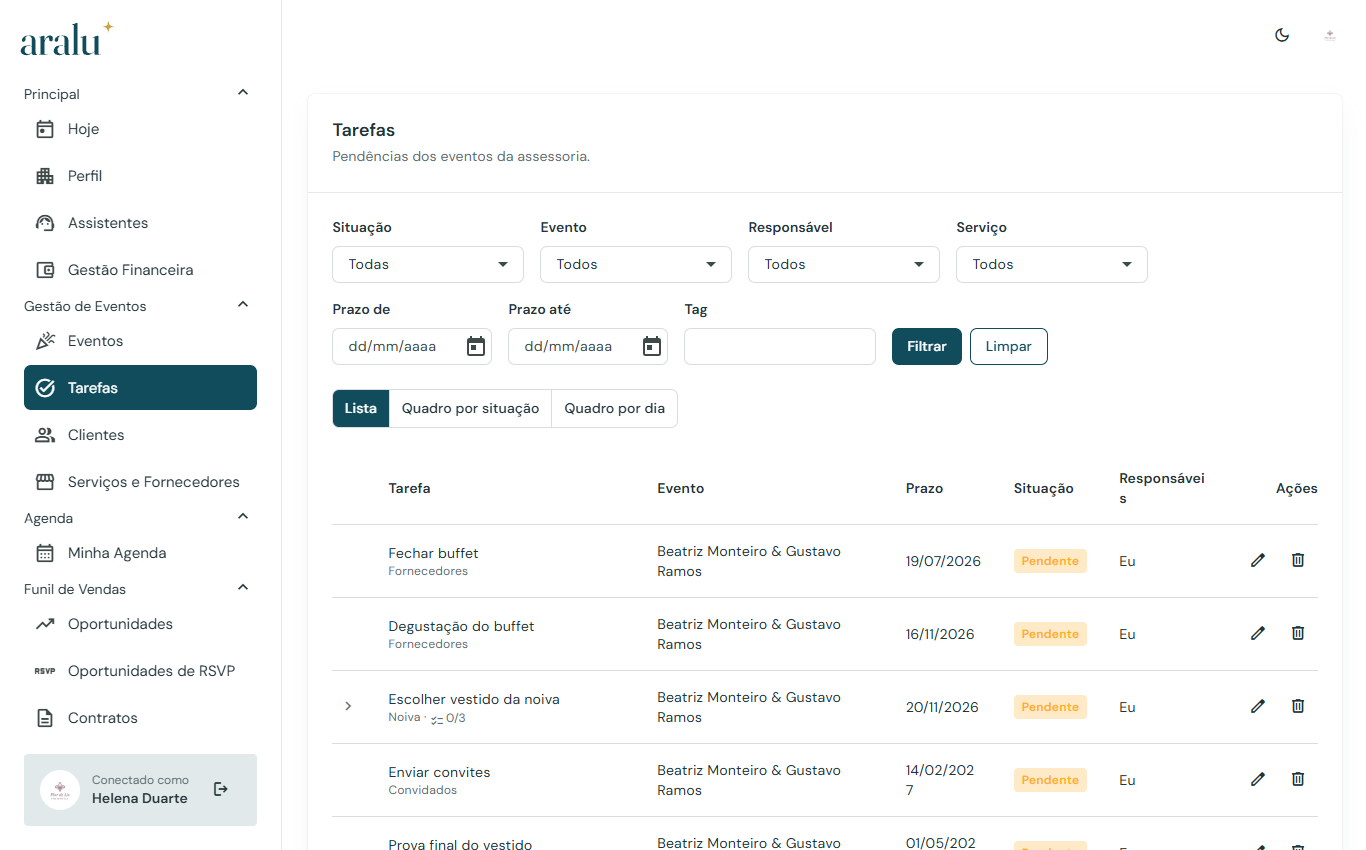 aralu
Principal
Hoje
Perfil
Assistentes
Gestão Financeira
Gestão de Eventos
Eventos
Tarefas
Clientes
Serviços e Fornecedores
Agenda
Minha Agenda
Funil de Vendas
Oportunidades
RSVP Oportunidades de RSVP
Contratos
Conectado como
Helena Duarte
Tarefas
Pendências dos eventos da assessoria.
Situação Evento Responsável Serviço
Todas Todos Todos Todos
Prazo de Prazo até Tag
dd/mm/aaaa dd/mm/aaaa Filtrar Limpar
Lista Quadro por situação Quadro por dia
Tarefa Evento Prazo Situação Responsávei
s Ações
Fechar buffet
Fornecedores
Beatriz Monteiro & Gustavo
Ramos
19/07/2026 Pendente Eu
Degustação do buffet
Fornecedores
Beatriz Monteiro & Gustavo
Ramos
16/11/2026 Pendente Eu
Escolher vestido da noiva
Noiva · 0/3
Beatriz Monteiro & Gustavo
Ramos
20/11/2026 Pendente Eu
Enviar convites
Convidados
Beatriz Monteiro & Gustavo
Ramos
14/02/202
7
Pendente Eu
Prova final do vestido
Beatriz Monteiro & Gustavo
01/05/202